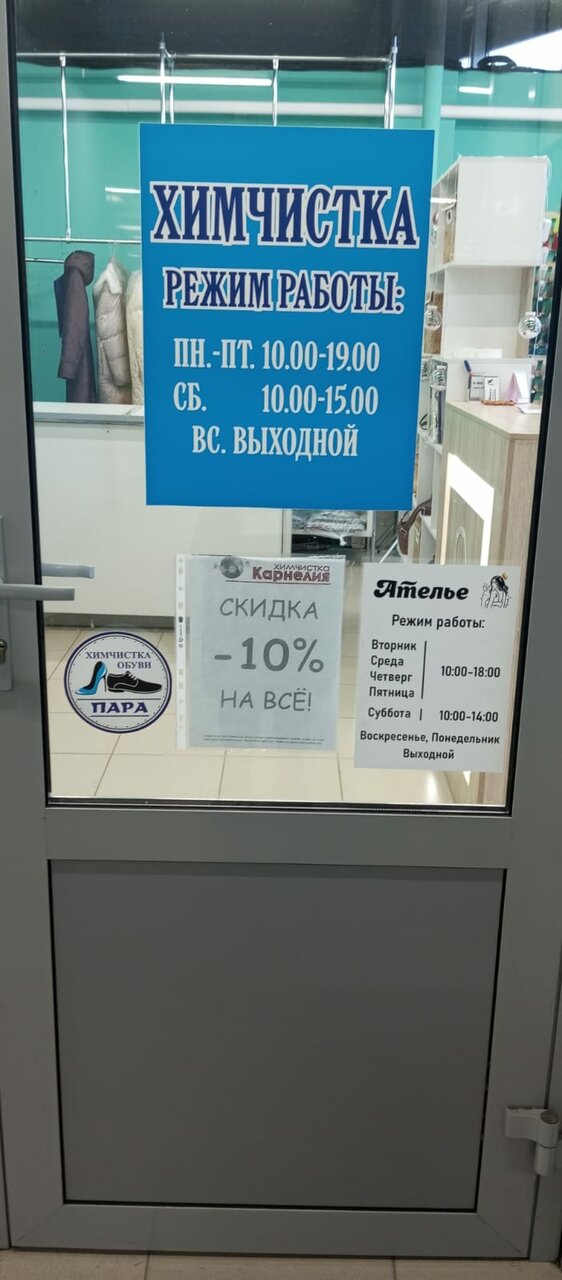 ХИМЧИСТКА
РЕЖИМ РАБОТЫ:
ПН.-ПТ. 10.00-19.00
СБ. 10.00-15.00
ВС. ВЫХОДНОЙ
ХИМЧИСТКА
Карнелия
СКИДКА
-10%
НА ВСЁ!
ХИМЧИСТКА
ОБУВИ
ПАРА
Ателье
Режим работы:
Вторник
Среда
Четверг
Пятница
10:00-18:00
Суббота | 10:00-14:00
Воскресенье, Понедельник
Выходной